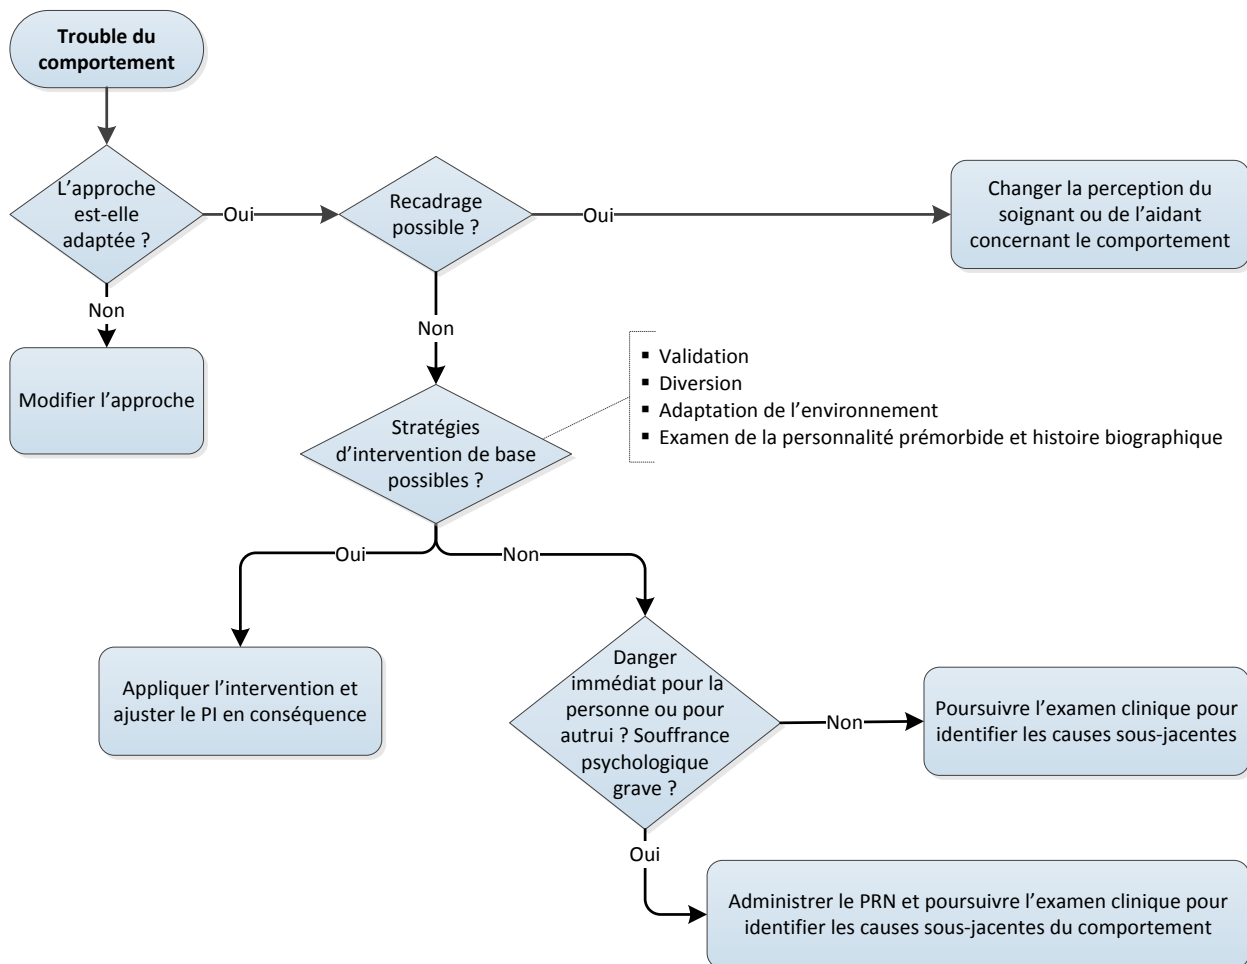 Trouble du
comportement
L’approche
est-elle
adaptée ?
Oui
Recadrage
possible ?
Oui
Changer la perception du
soignant ou de l’aidant
concernant le comportement
Non
Modifier l’approche
Non
▪ Validation
▪ Diversion
▪ Adaptation de l’environnement
▪ Examen de la personnalité prémorbide et histoire biographique
Stratégies
d’intervention de base
possibles ?
Oui
Non
Appliquer l’intervention et
ajuster le PI en conséquence
Danger
immédiat pour la
personne ou pour
autrui ? Souffrance
psychologique
grave ?
Non
Poursuivre l’examen clinique pour
identifier les causes sous-jacentes
Oui
Administrer le PRN et poursuivre l’examen clinique pour
identifier les causes sous-jacentes du comportement